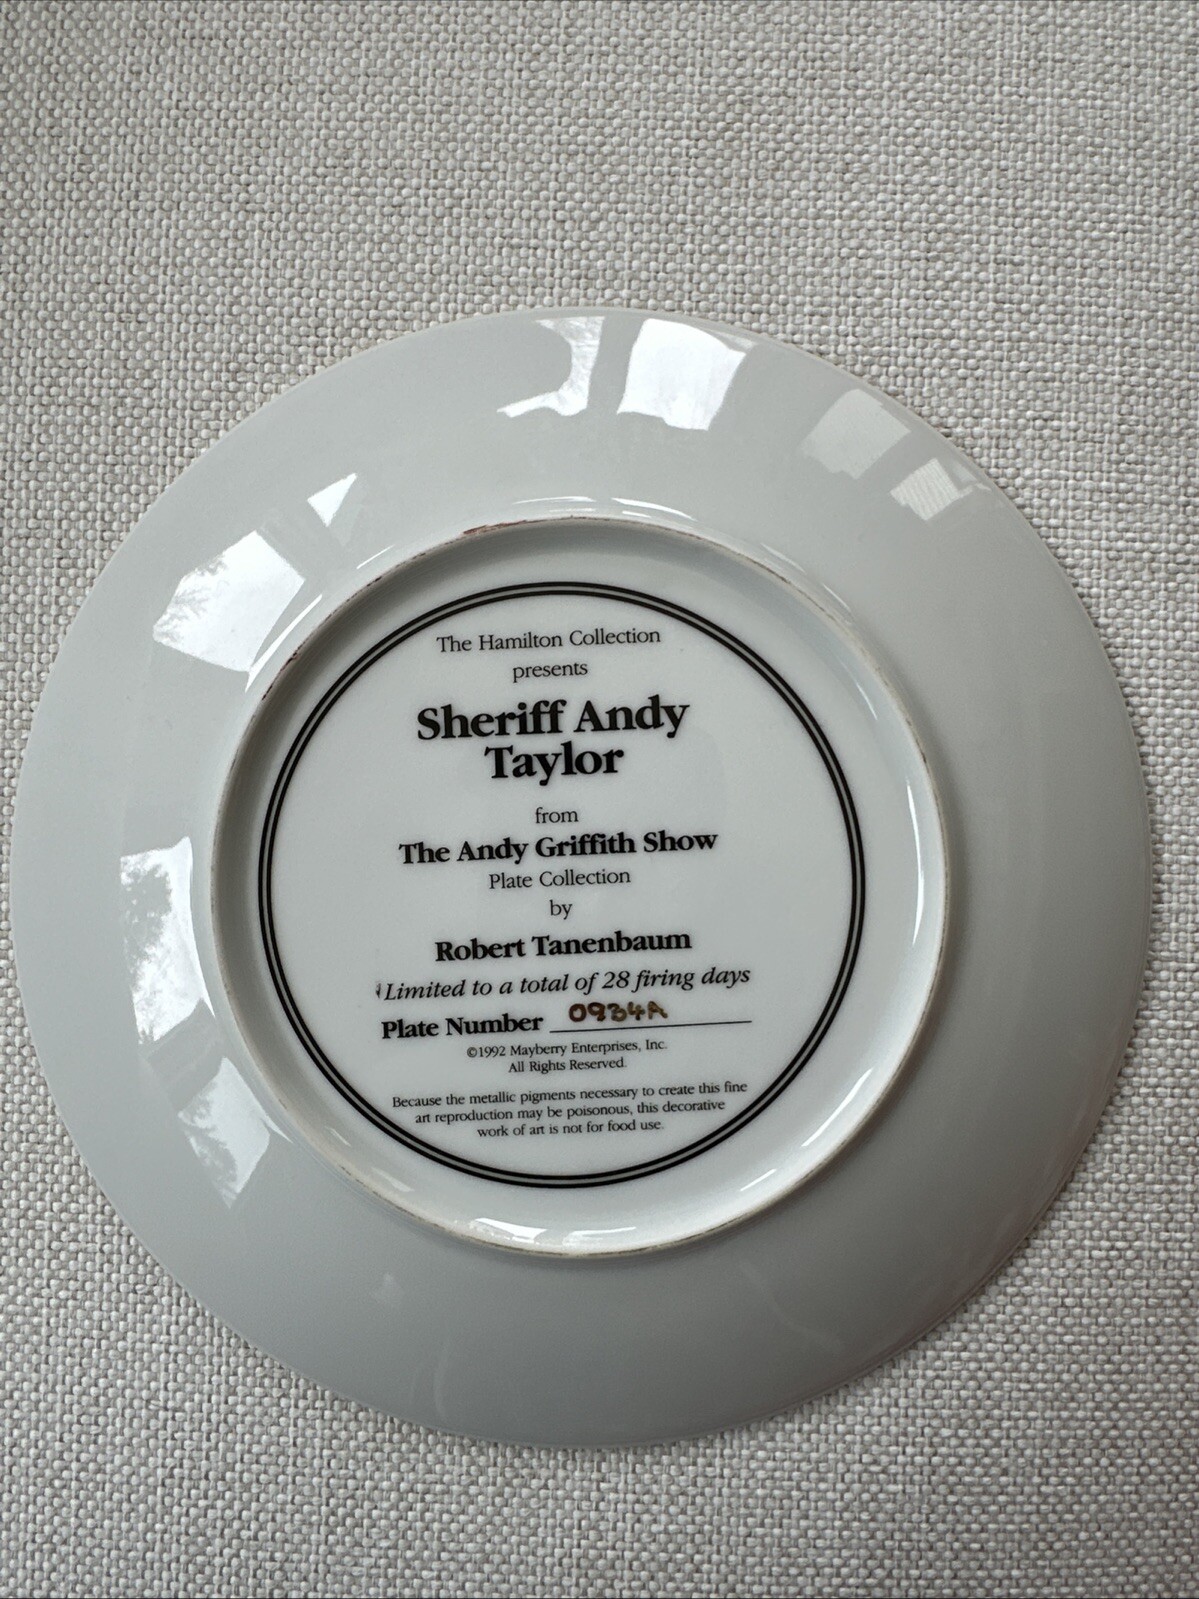 The Hamilton Collection
presents
Sheriff Andy
Taylor
from
The Andy Griffith Show
Plate Collection
by
Robert Tanenbaum
Limited to a total of 28 firing days
Plate Number 0934A
©1992 Mayberry Enterprises, Inc.
All Rights Reserved.
Because the metallic pigments necessary to create this fine
art reproduction may be poisonous, this decorative
work of art is not for food use.